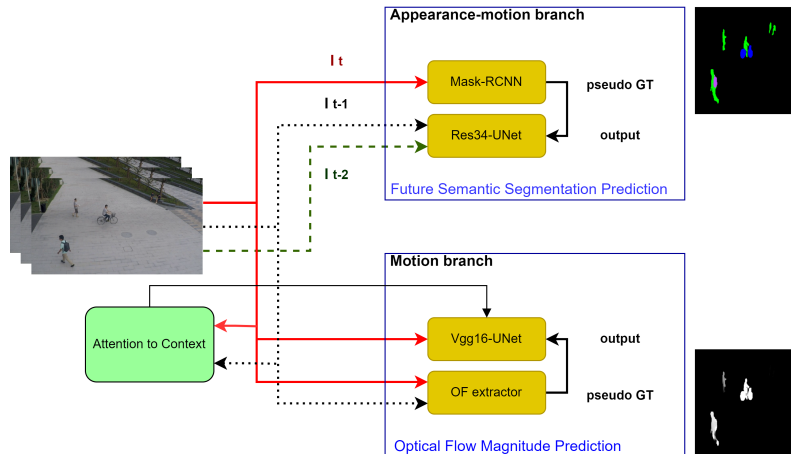 Appearance-motion branch
I t
Mask-RCNN
pseudo GT
I t-1
Res34-UNet
output
I t-2
Future Semantic Segmentation Prediction
Motion branch
Attention to Context
Vgg16-UNet
output
OF extractor
pseudo GT
Optical Flow Magnitude Prediction